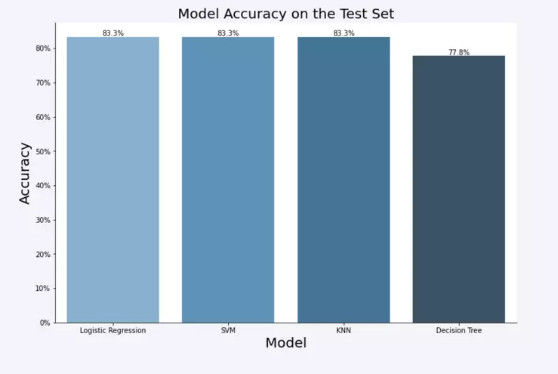 Model Accuracy on the Test Set
83.3%
83.3%
83.3%
77.8%
80%
70%
60%
50%
40%
30%
20%
10%
0%
Accuracy
Logistic Regression
SVM
KNN
Decision Tree
Model